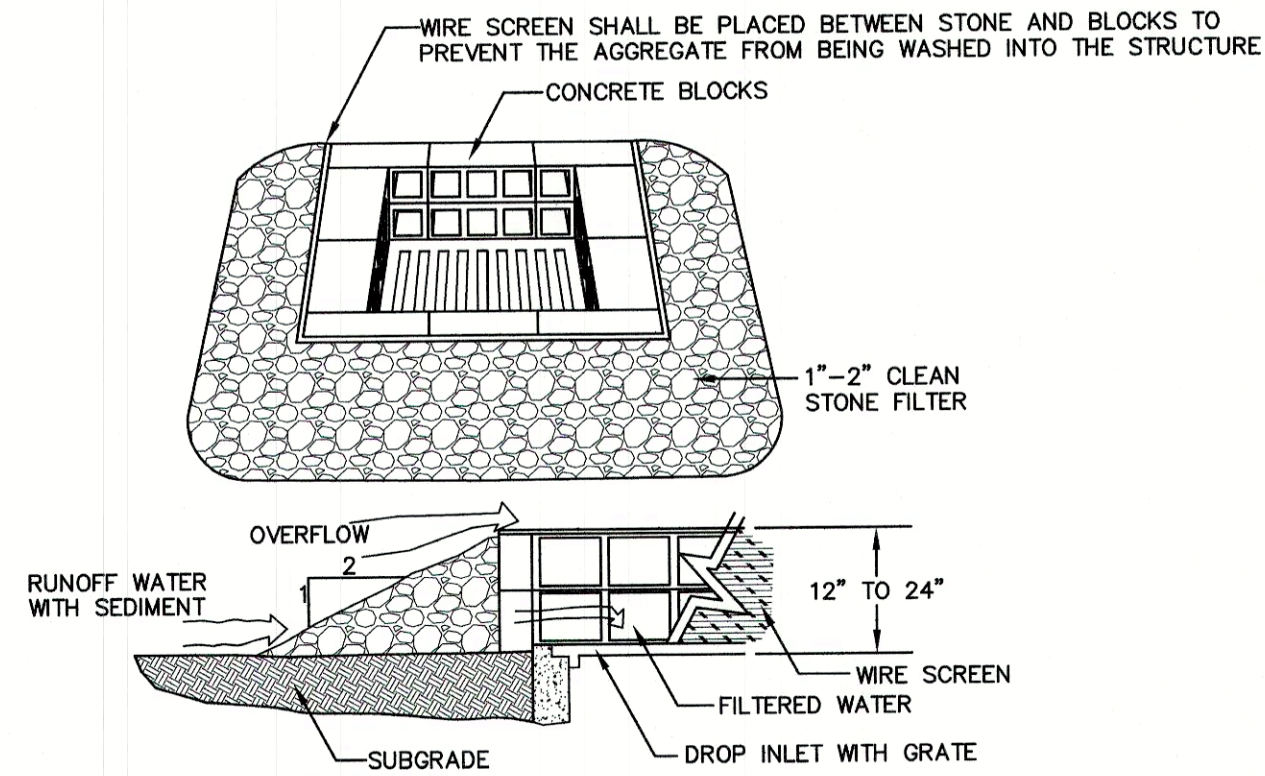 WIRE SCREEN SHALL BE PLACED BETWEEN STONE AND BLOCKS TO
PREVENT THE AGGREGATE FROM BEING WASHED INTO THE STRUCTURE
CONCRETE BLOCKS
1"-2" CLEAN
STONE FILTER
OVERFLOW
2
1
RUNOFF WATER
WITH SEDIMENT
12" TO 24"
WIRE SCREEN
FILTERED WATER
DROP INLET WITH GRATE
SUBGRADE